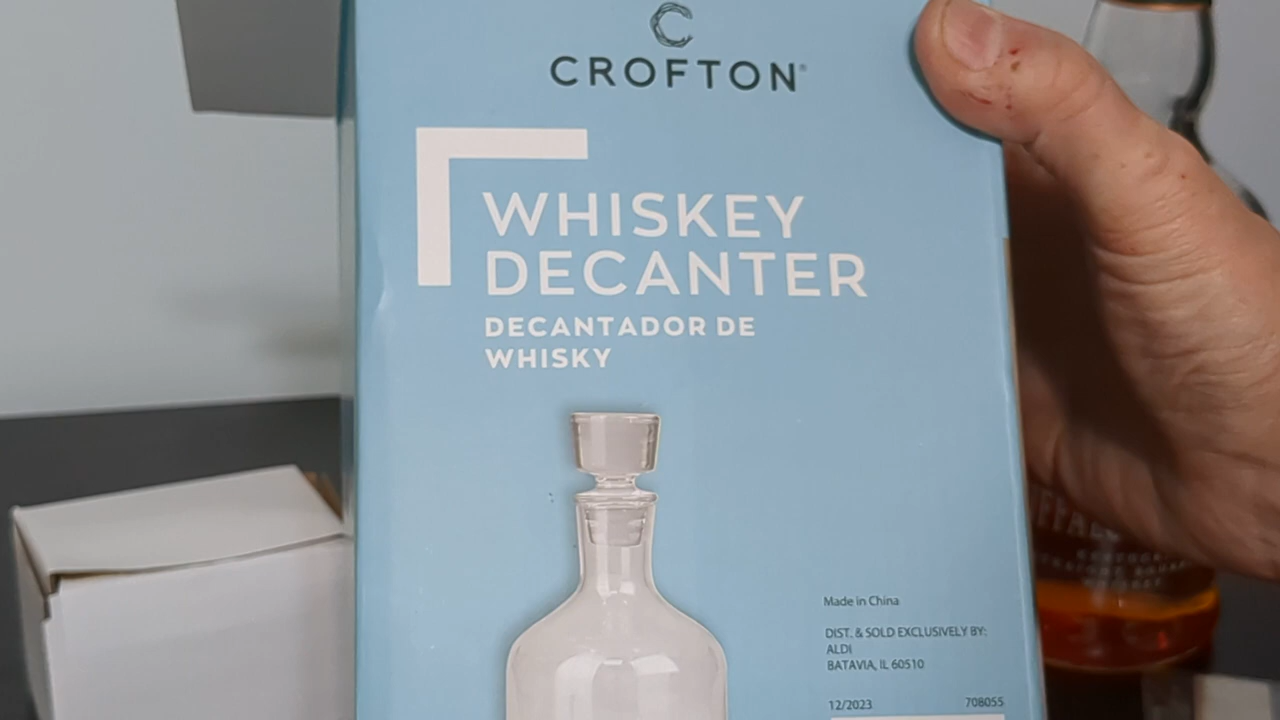 C
CROFTON®
WHISKEY
DECANTER
DECANTADOR DE
WHISKY
Made in China
DIST. & SOLD EXCLUSIVELY BY:
ALDI
BATAVIA, IL 60510
12/2023 708055
WHISKEY